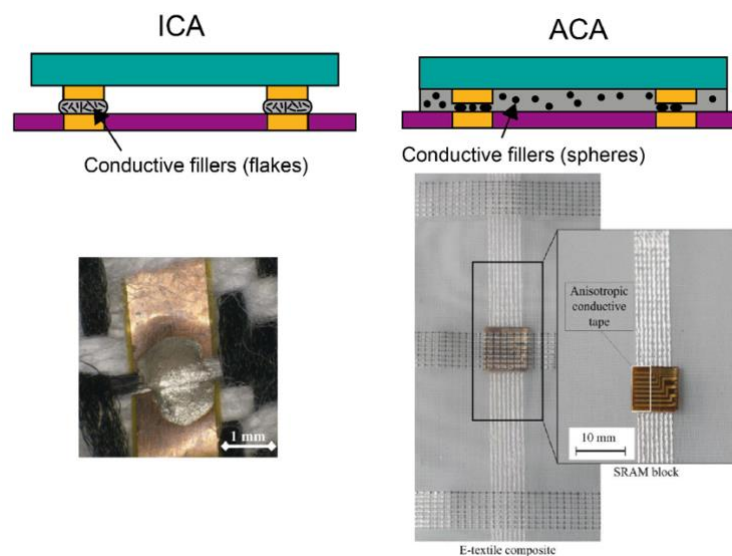 ICA
ACA
Conductive fillers (flakes)
Conductive fillers (spheres)
1 mm
Anisotropic
conductive
tape
10 mm
SRAM block
E-textile composite